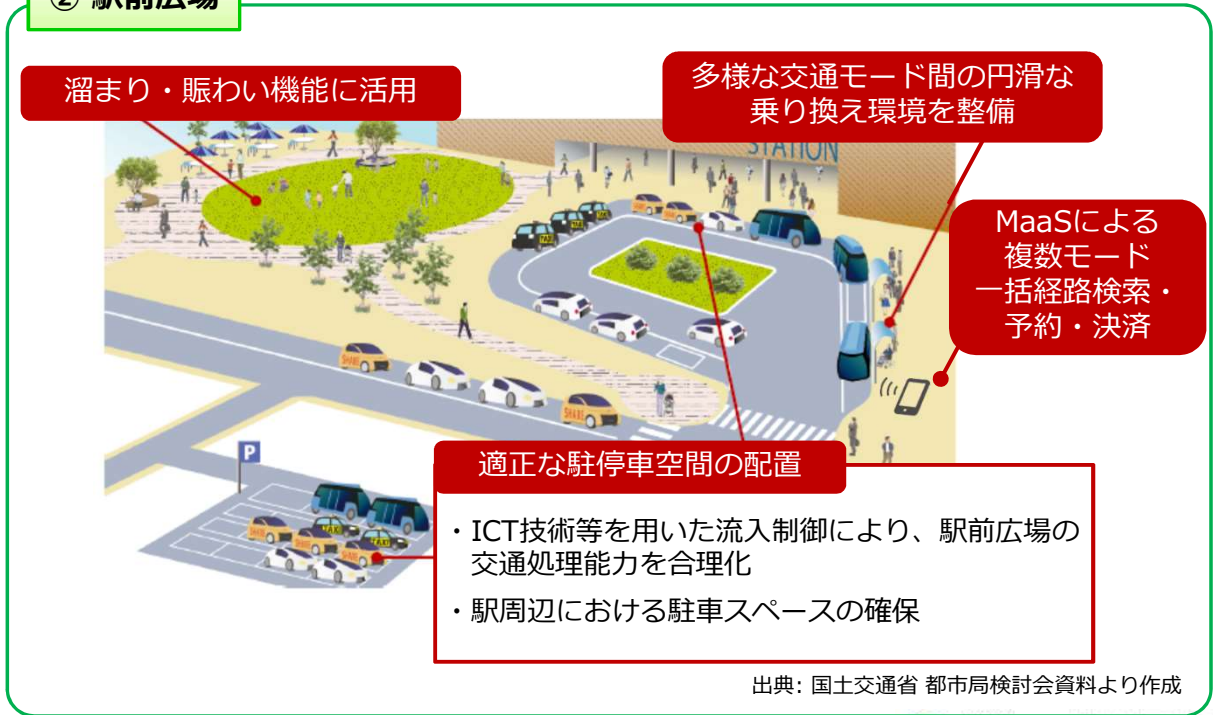 ② 駅前広場
溜まり・賑わい機能に活用
多様な交通モード間の円滑な
乗り換え環境を整備
STATION
MaaSによる
複数モード
一括経路検索・
予約・決済
TAXI
SHARE
SHARE
P
TAXI
TAXI
SHARE
SHARE
適正な駐停車空間の配置
・ICT技術等を用いた流入制御により、駅前広場の
交通処理能力を合理化
・駅周辺における駐車スペースの確保
出典: 国土交通省 都市局検討会資料より作成